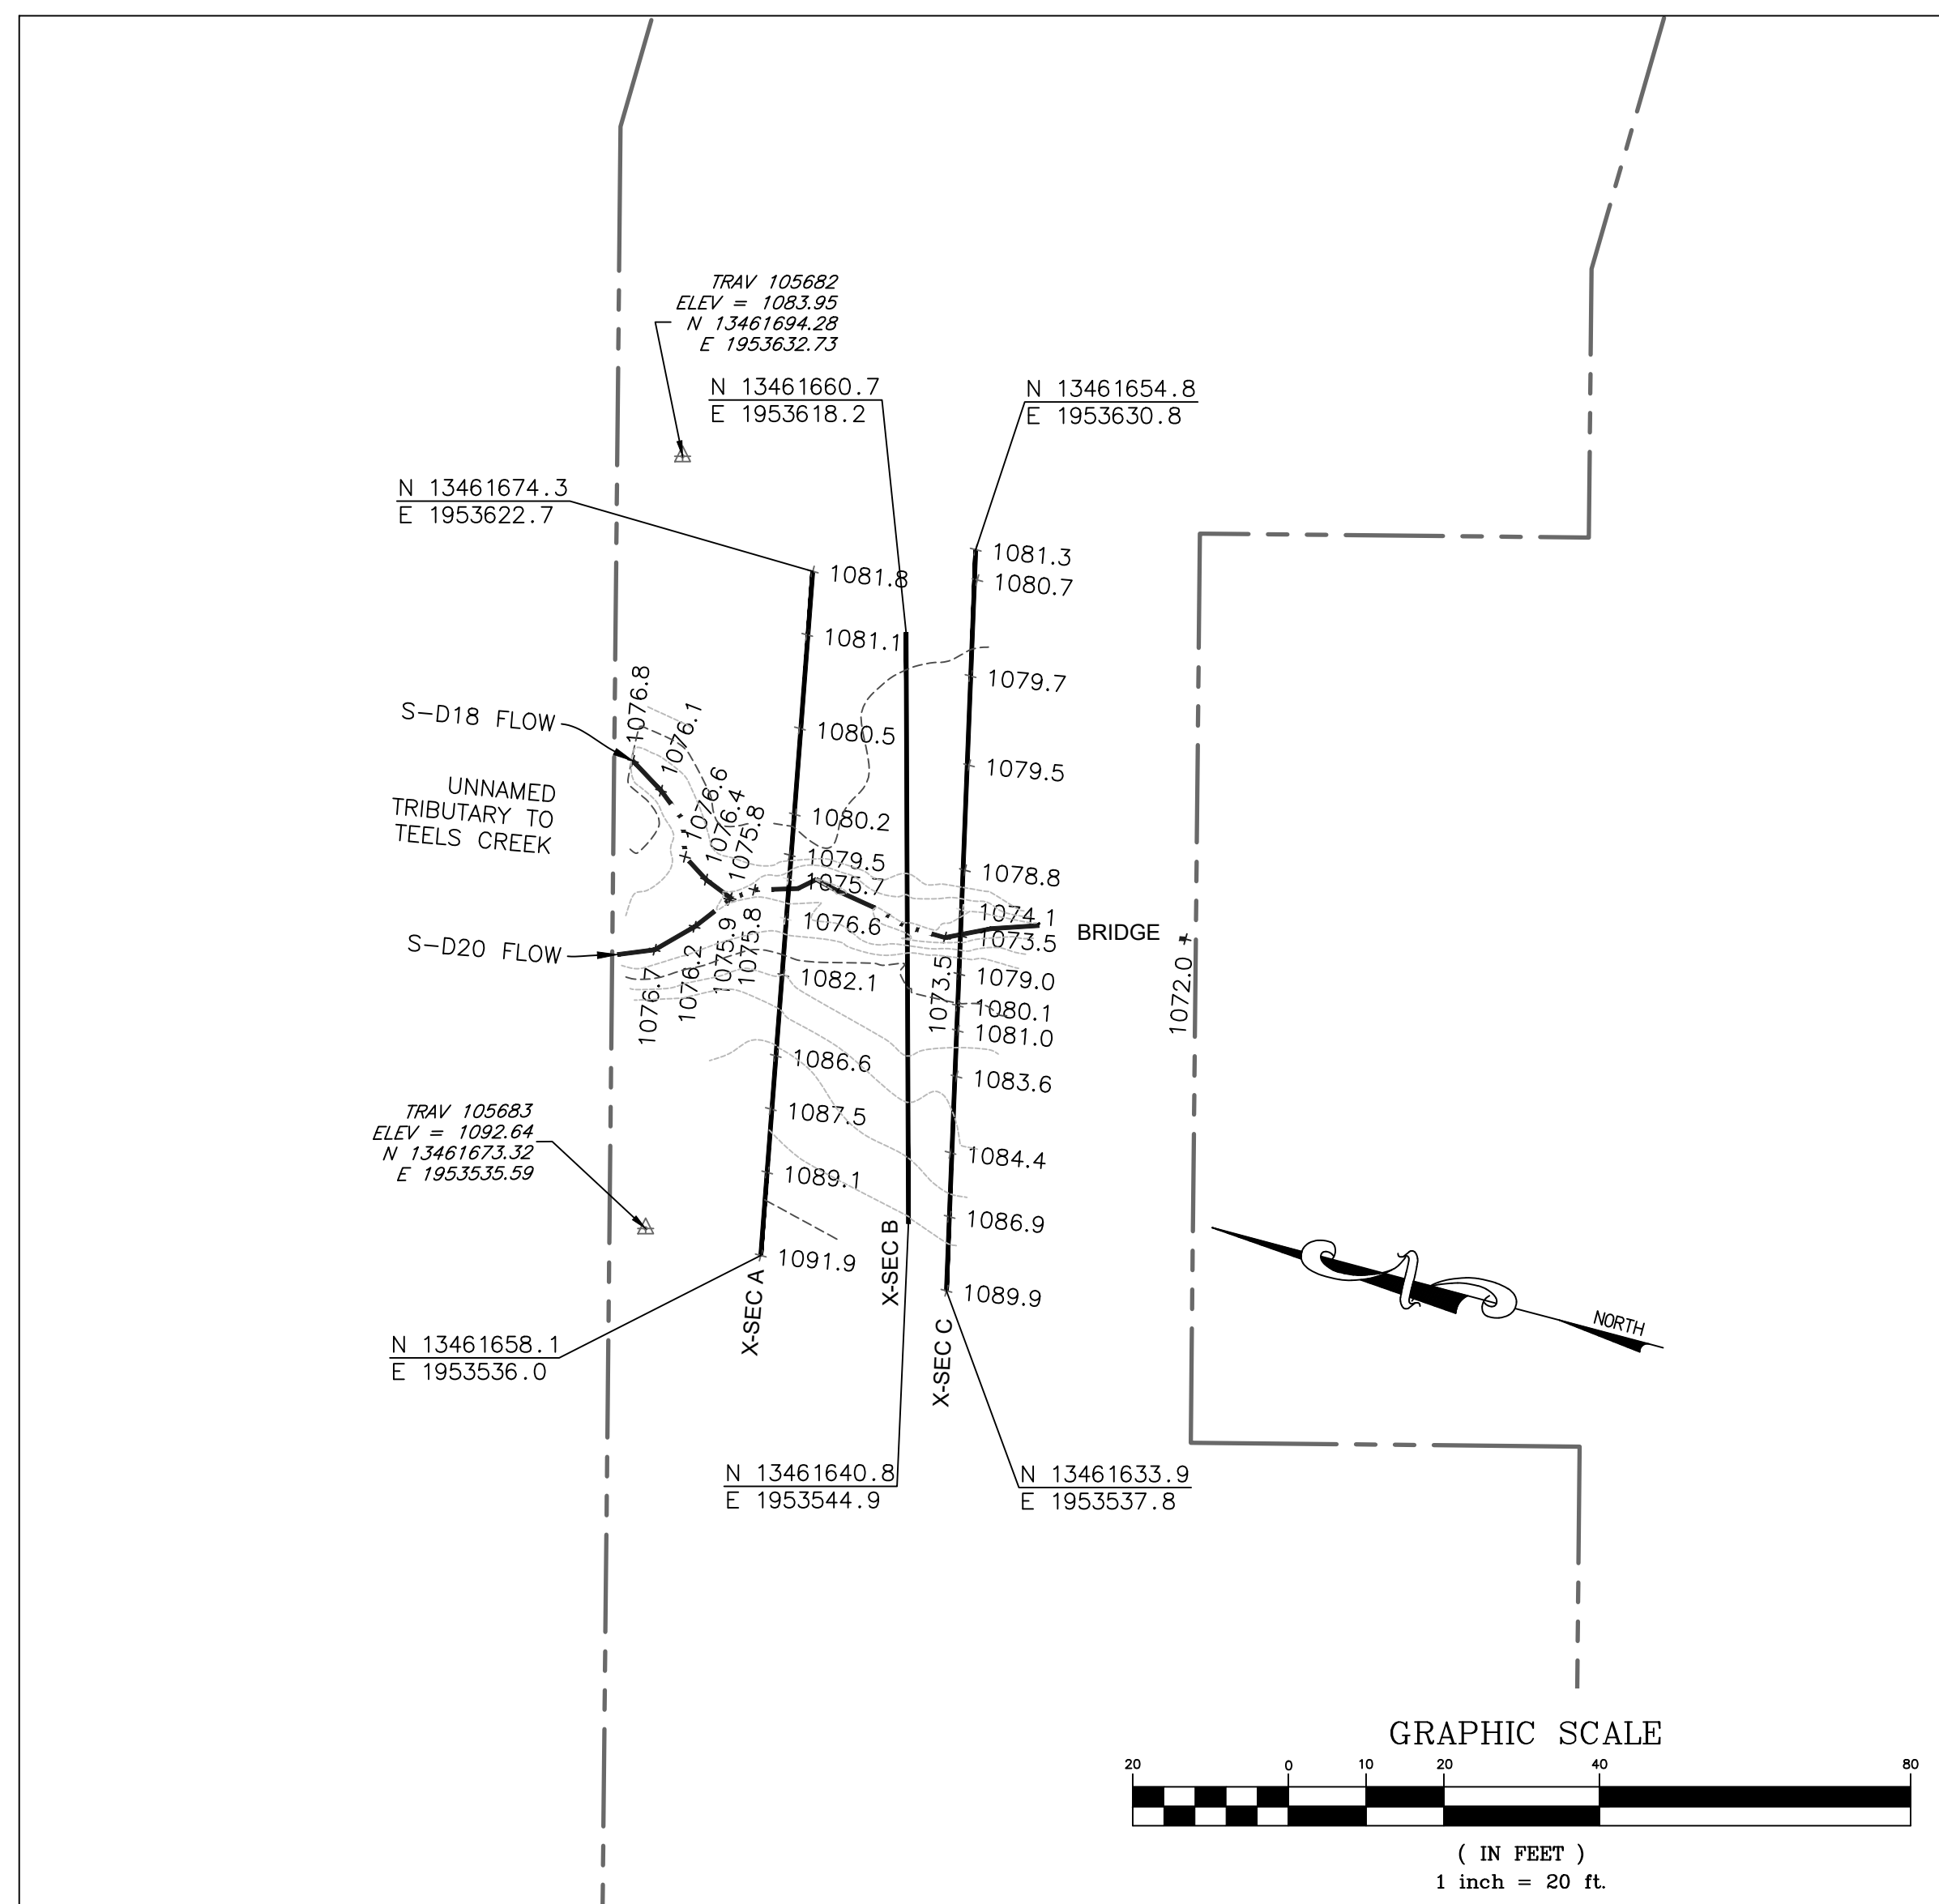 TRAV 105682
ELEV = 1083.95
N 13461694.28
E 1953632.73
N 13461660.7
E 1953618.2
N 13461654.8
E 1953630.8
N 13461674.3
E 1953622.7
1081.8
1081.1
1080.5
1080.2
1079.5
1075.7
1076.6
1082.1
1086.6
1087.5
1089.1
1091.9
1081.3
1080.7
1079.7
1079.5
1078.8
1074.1
1073.5
1079.0
1080.1
1081.0
1083.6
1084.4
1086.9
1089.9
S-D18 FLOW
UNNAMED
TRIBUTARY TO
TEELS CREEK
S-D20 FLOW
1076.8
1076.1
1076.6
1076.4
1075.8
1076.7
1076.2
1075.9
1075.8
1073.5
BRIDGE
1072.0
TRAV 105683
ELEV = 1092.64
N 13461673.32
E 1953535.59
X-SEC A
X-SEC B
X-SEC C
N 13461658.1
E 1953536.0
N 13461640.8
E 1953544.9
N 13461633.9
E 1953537.8
NORTH
GRAPHIC SCALE
20 0 10 20 40 80
( IN FEET )
1 inch = 20 ft.